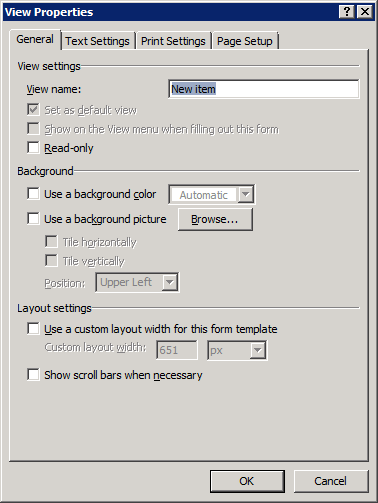 View Properties
General Text Settings Print Settings Page Setup
View settings
View name: New item
Set as default view
Show on the View menu when filling out this form
Read-only
Background
Use a background color Automatic
Use a background picture Browse...
Tile horizontally
Tile vertically
Position: Upper Left
Layout settings
Use a custom layout width for this form template
Custom layout width: 651 px
Show scroll bars when necessary
OK Cancel